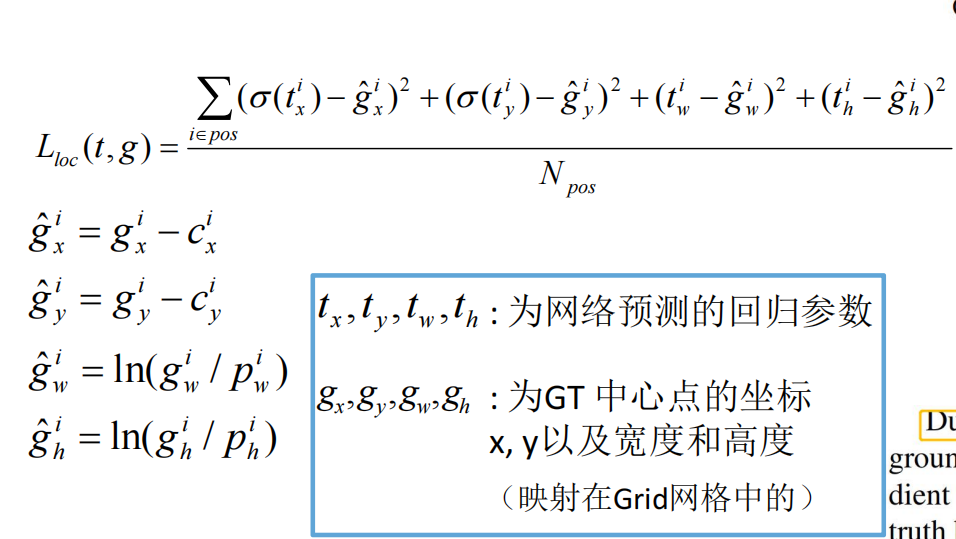 L_{loc}(t,g) = \frac{\sum_{i \in pos} (\sigma(t_x^i) - \hat{g}_x^i)^2 + (\sigma(t_y^i) - \hat{g}_y^i)^2 + (t_w^i - \hat{g}_w^i)^2 + (t_h^i - \hat{g}_h^i)^2}{N_{pos}}
\hat{g}_x^i = g_x^i - c_x^i
\hat{g}_y^i = g_y^i - c_y^i
\hat{g}_w^i = \ln(g_w^i / p_w^i)
\hat{g}_h^i = \ln(g_h^i / p_h^i)
t_x, t_y, t_w, t_h : 为网络预测的回归参数
g_x, g_y, g_w, g_h : 为GT 中心点的坐标
x, y以及宽度和高度
（映射在Grid网格中的）
Du
groun
dient
truth